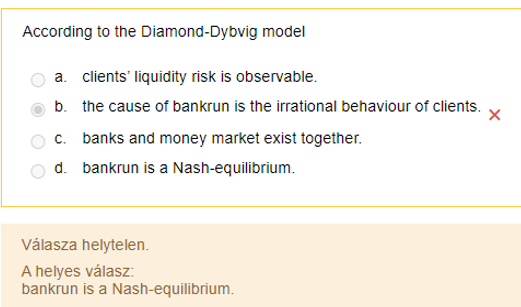 According to the Diamond-Dybvig model
a. clients' liquidity risk is observable.
b. the cause of bankrun is the irrational behaviour of clients.
c. banks and money market exist together.
d. bankrun is a Nash-equilibrium.
Válasza helytelen.
A helyes válasz:
bankrun is a Nash-equilibrium.